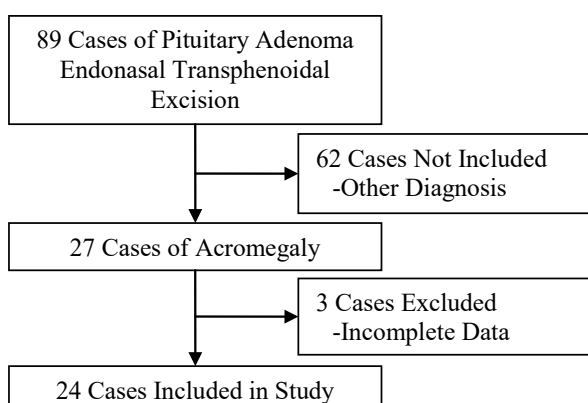 89 Cases of Pituitary Adenoma
Endonasal Transphenoidal
Excision
62 Cases Not Included
-Other Diagnosis
27 Cases of Acromegaly
3 Cases Excluded
-Incomplete Data
24 Cases Included in Study